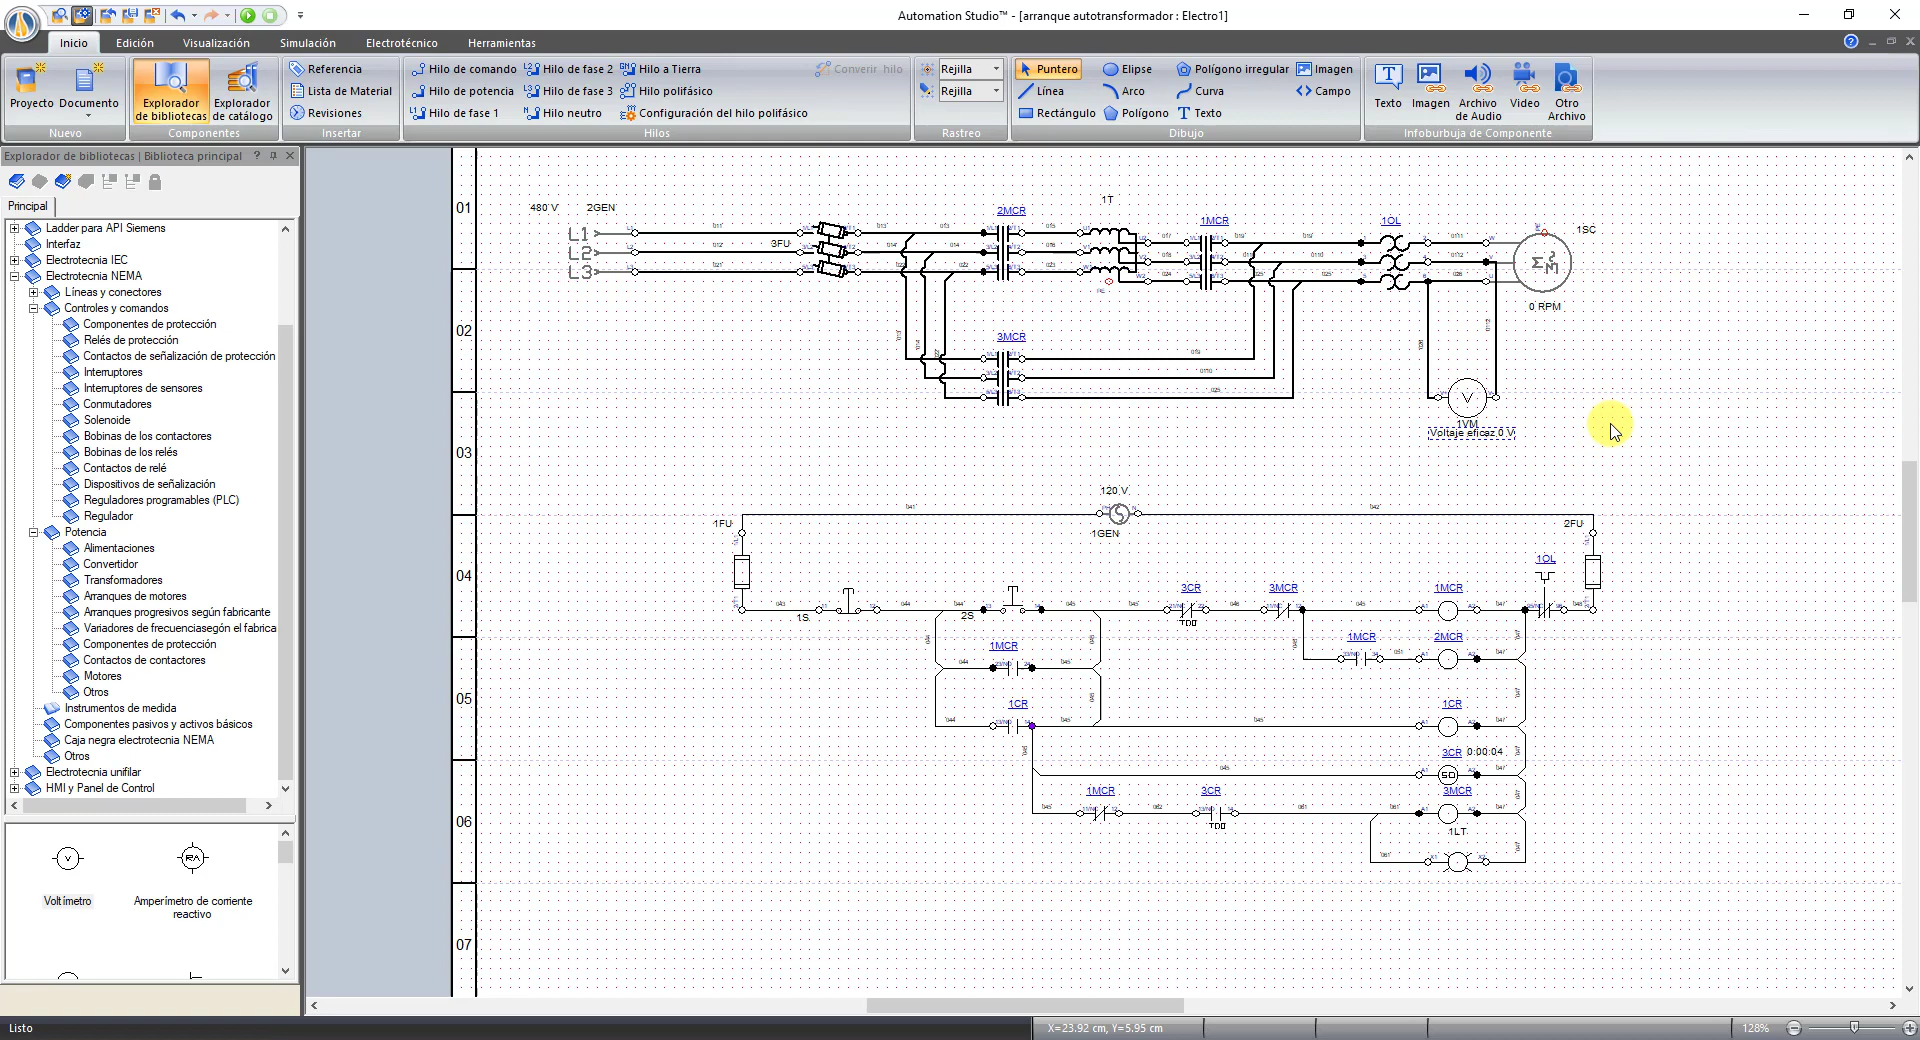 Automation Studio™ - [arranque autotransformador : Electro1]
Inicio Edición Visualización Simulación Electrotécnico Herramientas
Proyecto Documento
Nuevo
Explorador de bibliotecas
Explorador de catálogo
Componentes
Referencia
Lista de Material
Revisiones
Insertar
Hilo de comando Hilo de fase 2 Hilo a Tierra Convertir hilo
Hilo de potencia Hilo de fase 3 Hilo polifásico
Hilo de fase 1 Hilo neutro Configuración del hilo polifásico
Hilos
Rejilla
Rejilla
Rastreo
Puntero Elipse Polígono irregular Imagen
Línea Arco Curva Campo
Rectángulo Polígono Texto
Dibujo
Texto Imagen Archivo de Audio Video Otro Archivo
Infoburbuja de Componente
Explorador de bibliotecas | Biblioteca principal
Principal
Ladder para API Siemens
Interfaz
Electrotecnia IEC
Electrotecnia NEMA
Líneas y conectores
Controles y comandos
Componentes de protección
Relés de protección
Contactos de señalización de protección
Interruptores
Interruptores de sensores
Conmutadores
Solenoide
Bobinas de los contactores
Bobinas de los relés
Contactos de relé
Dispositivos de señalización
Reguladores programables (PLC)
Regulador
Potencia
Alimentaciones
Convertidor
Transformadores
Arranques de motores
Arranques progresivos según fabricante
Variadores de frecuenciasegún el fabrica
Componentes de protección
Contactos de contactores
Motores
Otros
Instrumentos de medida
Componentes pasivos y activos básicos
Caja negra electrotecnia NEMA
Otros
Electrotecnia unifilar
HMI y Panel de Control
V RA
Voltímetro
Amperímetro de corriente reactivo
01
480 V 2GEN 2MCR 1T 1MCR 1OL 1SC
L1
L2
L3
3FU
0 RPM
02
3MCR
V
1VM
Voltaje eficaz 0 V
03
120 V
1FU 1GEN 2FU
04
1OL
3CR 3MCR 1MCR
1S 2S
TDO
1MCR 1MCR 2MCR
05
1CR 1CR
3CR 0:00:04
SO
1MCR 3CR 3MCR
06
TDO
1LT
07
Listo X=23.92 cm, Y=5.95 cm 128%